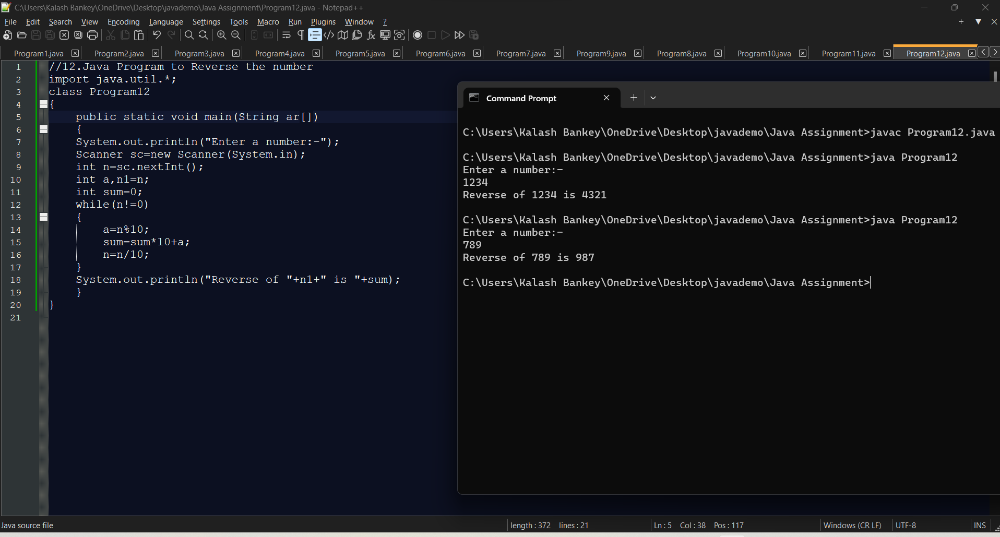 C:\Users\Kalash Bankey\OneDrive\Desktop\javademo\Java Assignment\Program12.java - Notepad++
File Edit Search View Encoding Language Settings Tools Macro Run Plugins Window ?
Program1.java Program2.java Program3.java Program4.java Program5.java Program6.java Program7.java Program9.java Program8.java Program10.java Program11.java Program12.java
1 //12.Java Program to Reverse the number
2 import java.util.*;
3 class Program12
4 {
5 public static void main(String ar[])
6 {
7 System.out.println("Enter a number:-");
8 Scanner sc=new Scanner(System.in);
9 int n=sc.nextInt();
10 int a,n1=n;
11 int sum=0;
12 while(n!=0)
13 {
14 a=n%10;
15 sum=sum*10+a;
16 n=n/10;
17 }
18 System.out.println("Reverse of "+n1+" is "+sum);
19 }
20 }
21
Command Prompt
C:\Users\Kalash Bankey\OneDrive\Desktop\javademo\Java Assignment>javac Program12.java
C:\Users\Kalash Bankey\OneDrive\Desktop\javademo\Java Assignment>java Program12
Enter a number:-
1234
Reverse of 1234 is 4321
C:\Users\Kalash Bankey\OneDrive\Desktop\javademo\Java Assignment>java Program12
Enter a number:-
789
Reverse of 789 is 987
C:\Users\Kalash Bankey\OneDrive\Desktop\javademo\Java Assignment>
Java source file length : 372 lines : 21 Ln : 5 Col : 38 Pos : 117 Windows (CR LF) UTF-8 INS